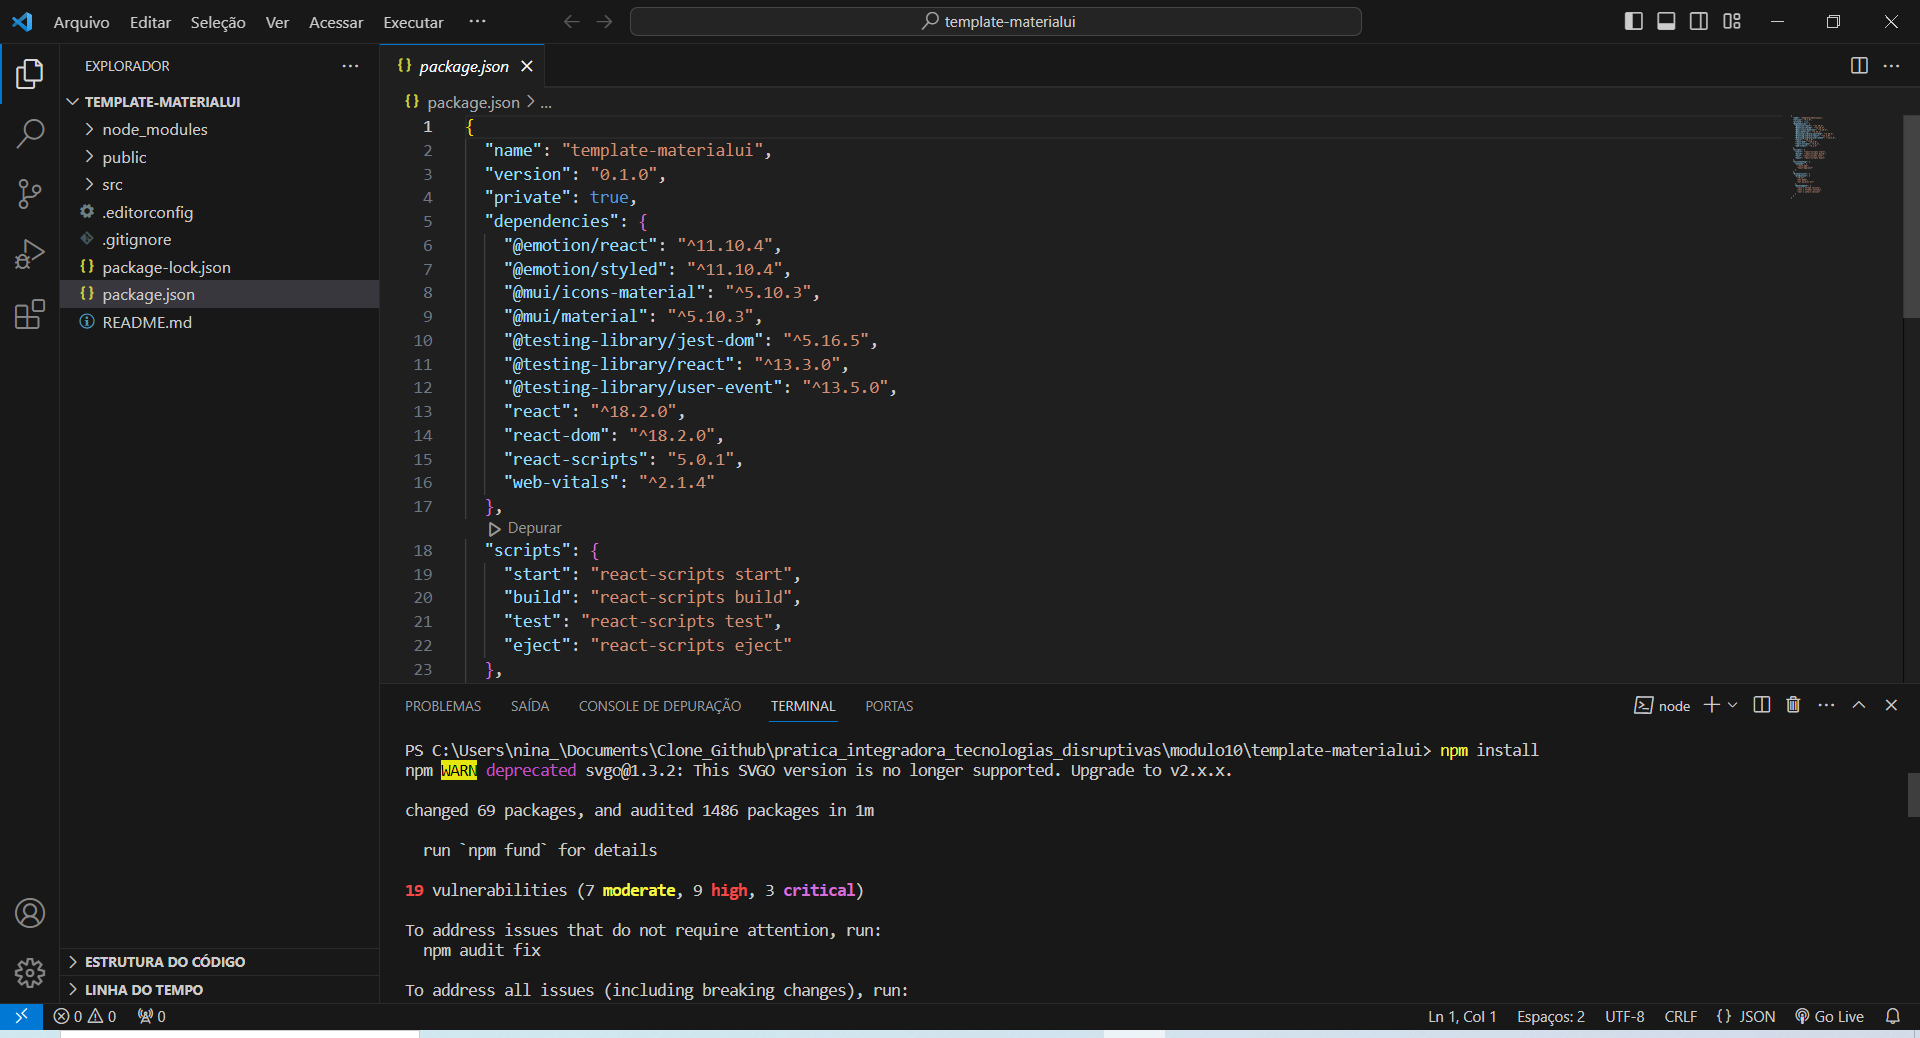 Arquivo Editar Seleção Ver Acessar Executar ··· template-materialui
EXPLORADOR
TEMPLATE-MATERIALUI
node_modules
public
src
.editorconfig
.gitignore
package-lock.json
package.json
README.md
ESTRUTURA DO CÓDIGO
LINHA DO TEMPO
package.json
package.json > ...
1 {
2 "name": "template-materialui",
3 "version": "0.1.0",
4 "private": true,
5 "dependencies": {
6 "@emotion/react": "^11.10.4",
7 "@emotion/styled": "^11.10.4",
8 "@mui/icons-material": "^5.10.3",
9 "@mui/material": "^5.10.3",
10 "@testing-library/jest-dom": "^5.16.5",
11 "@testing-library/react": "^13.3.0",
12 "@testing-library/user-event": "^13.5.0",
13 "react": "^18.2.0",
14 "react-dom": "^18.2.0",
15 "react-scripts": "5.0.1",
16 "web-vitals": "^2.1.4"
17 },
Depurar
18 "scripts": {
19 "start": "react-scripts start",
20 "build": "react-scripts build",
21 "test": "react-scripts test",
22 "eject": "react-scripts eject"
23 },
PROBLEMAS SAÍDA CONSOLE DE DEPURAÇÃO TERMINAL PORTAS node
PS C:\Users\nina_\Documents\Clone_Github\pratica_integradora_tecnologias_disruptivas\modulo10\template-materialui> npm install
npm WARN deprecated svgo@1.3.2: This SVGO version is no longer supported. Upgrade to v2.x.x.
changed 69 packages, and audited 1486 packages in 1m
run `npm fund` for details
19 vulnerabilities (7 moderate, 9 high, 3 critical)
To address issues that do not require attention, run:
npm audit fix
To address all issues (including breaking changes), run:
0 0 0 Ln 1, Col 1 Espaços: 2 UTF-8 CRLF {} JSON Go Live